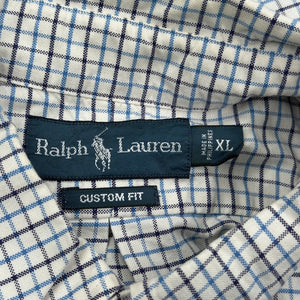 Ralph Lauren
MADE IN
PHILIPPINES
XL
CUSTOM FIT